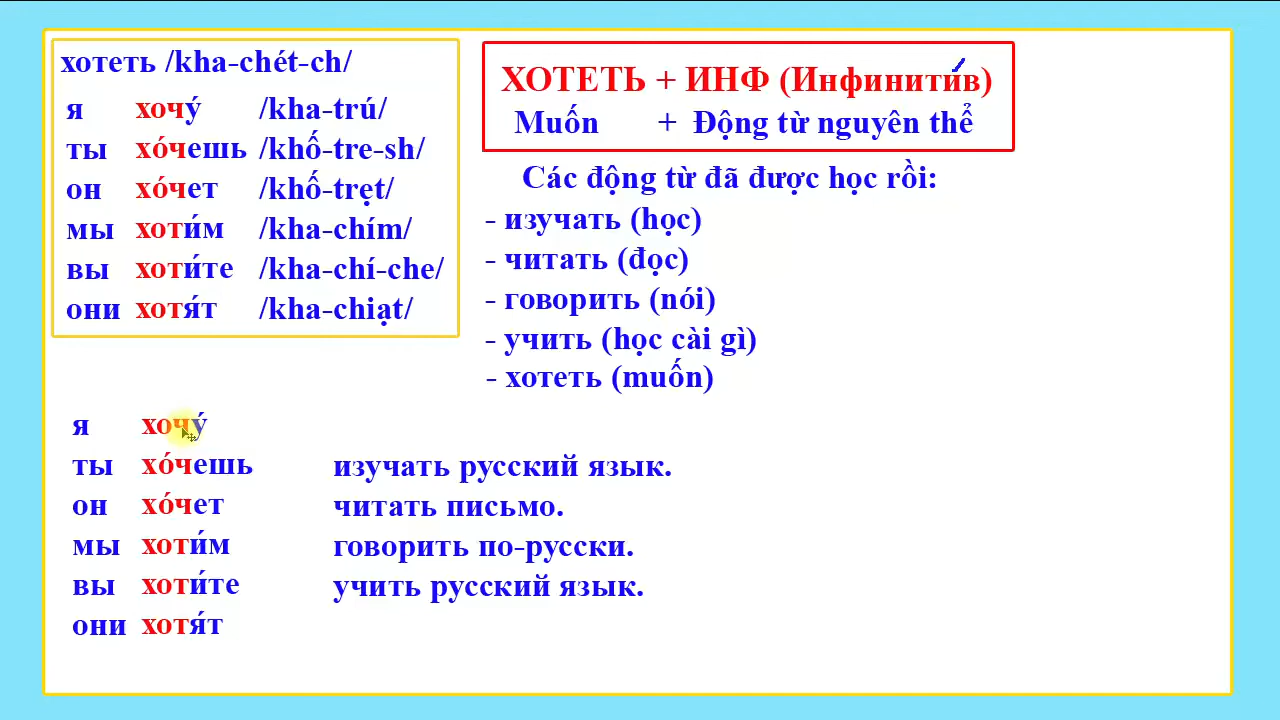 хотеть /kha-chét-ch/
я хочу́ /kha-trú/
ты хо́чешь /khố-tre-sh/
он хо́чет /khố-trẹt/
мы хоти́м /kha-chím/
вы хоти́те /kha-chí-che/
они хотя́т /kha-chiạt/
ХОТЕТЬ + ИНФ (Инфинити́в)
Muốn + Động từ nguyên thể
Các động từ đã được học rồi:
- изучать (học)
- читать (đọc)
- говорить (nói)
- учить (học cài gì)
- хотеть (muốn)
я хочу́
ты хо́чешь изучать русский язык.
он хо́чет читать письмо.
мы хоти́м говорить по-русски.
вы хоти́те учить русский язык.
они хотя́т